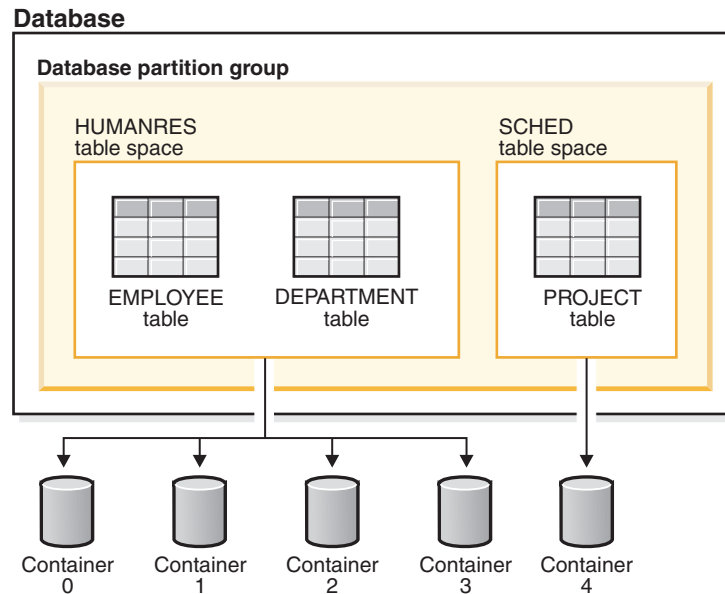 Database
Database partition group
HUMANRES
table space
SCHED
table space
EMPLOYEE
table
DEPARTMENT
table
PROJECT
table
Container
0
Container
1
Container
2
Container
3
Container
4